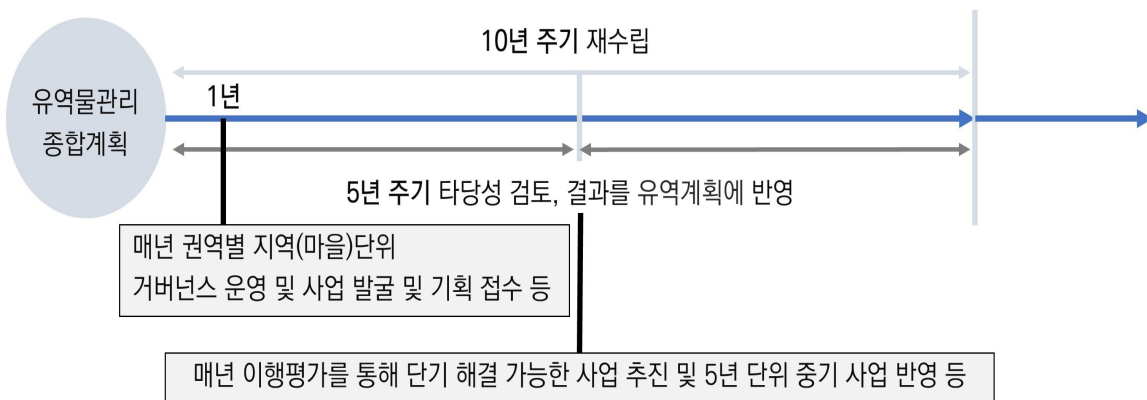 10년 주기 재수립
유역물관리
종합계획
1년
5년 주기 타당성 검토, 결과를 유역계획에 반영
매년 권역별 지역(마을)단위
거버넌스 운영 및 사업 발굴 및 기획 접수 등
매년 이행평가를 통해 단기 해결 가능한 사업 추진 및 5년 단위 중기 사업 반영 등